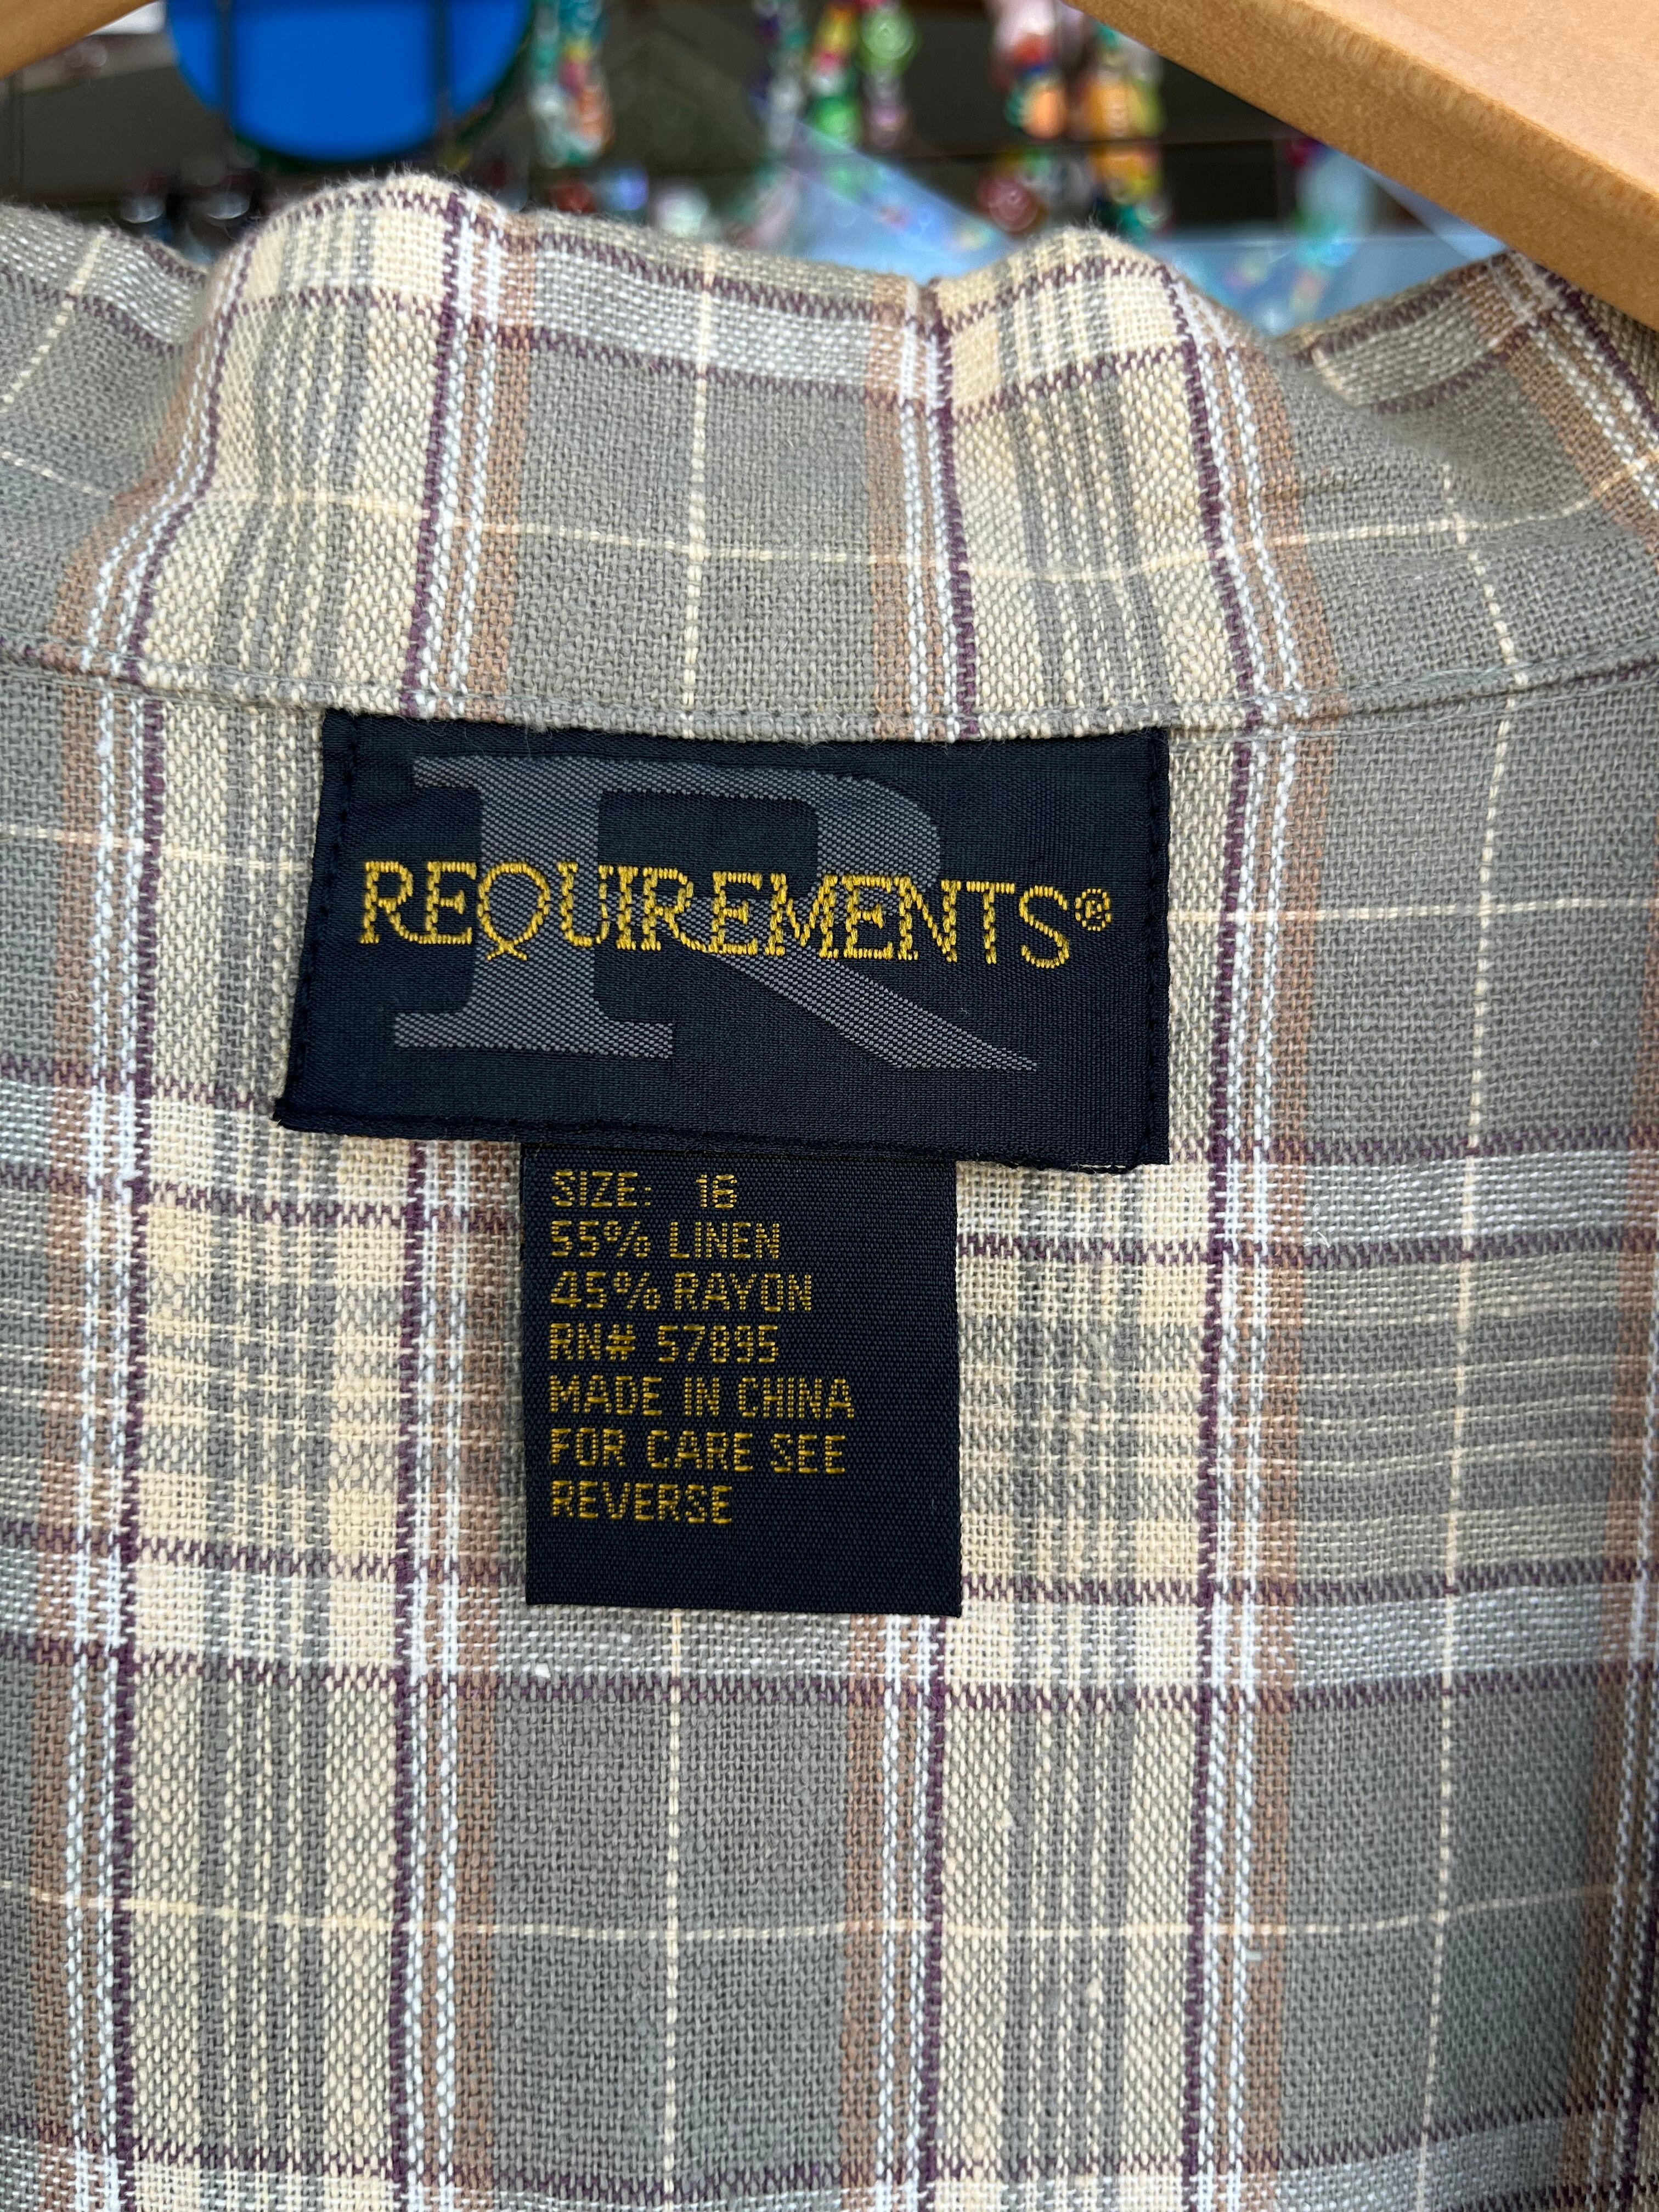 R
REQUIREMENTS®
SIZE: 16
55% LINEN
45% RAYON
RN# 57895
MADE IN CHINA
FOR CARE SEE
REVERSE